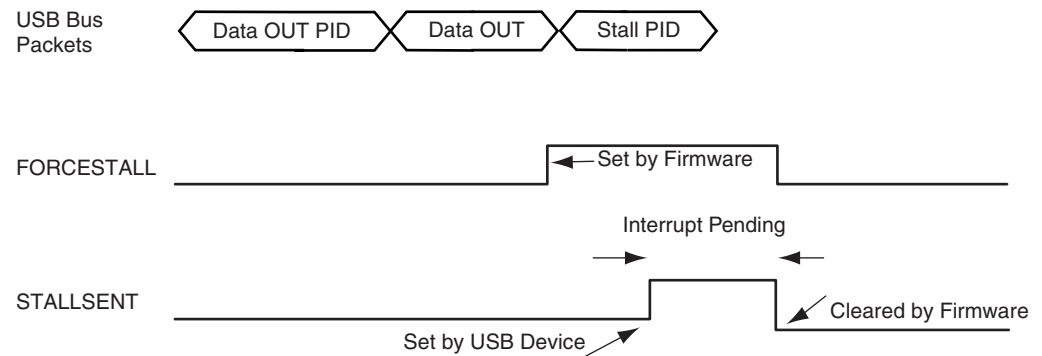 USB Bus
Packets
Data OUT PID
Data OUT
Stall PID
FORCESTALL
Set by Firmware
Interrupt Pending
STALLSENT
Cleared by Firmware
Set by USB Device